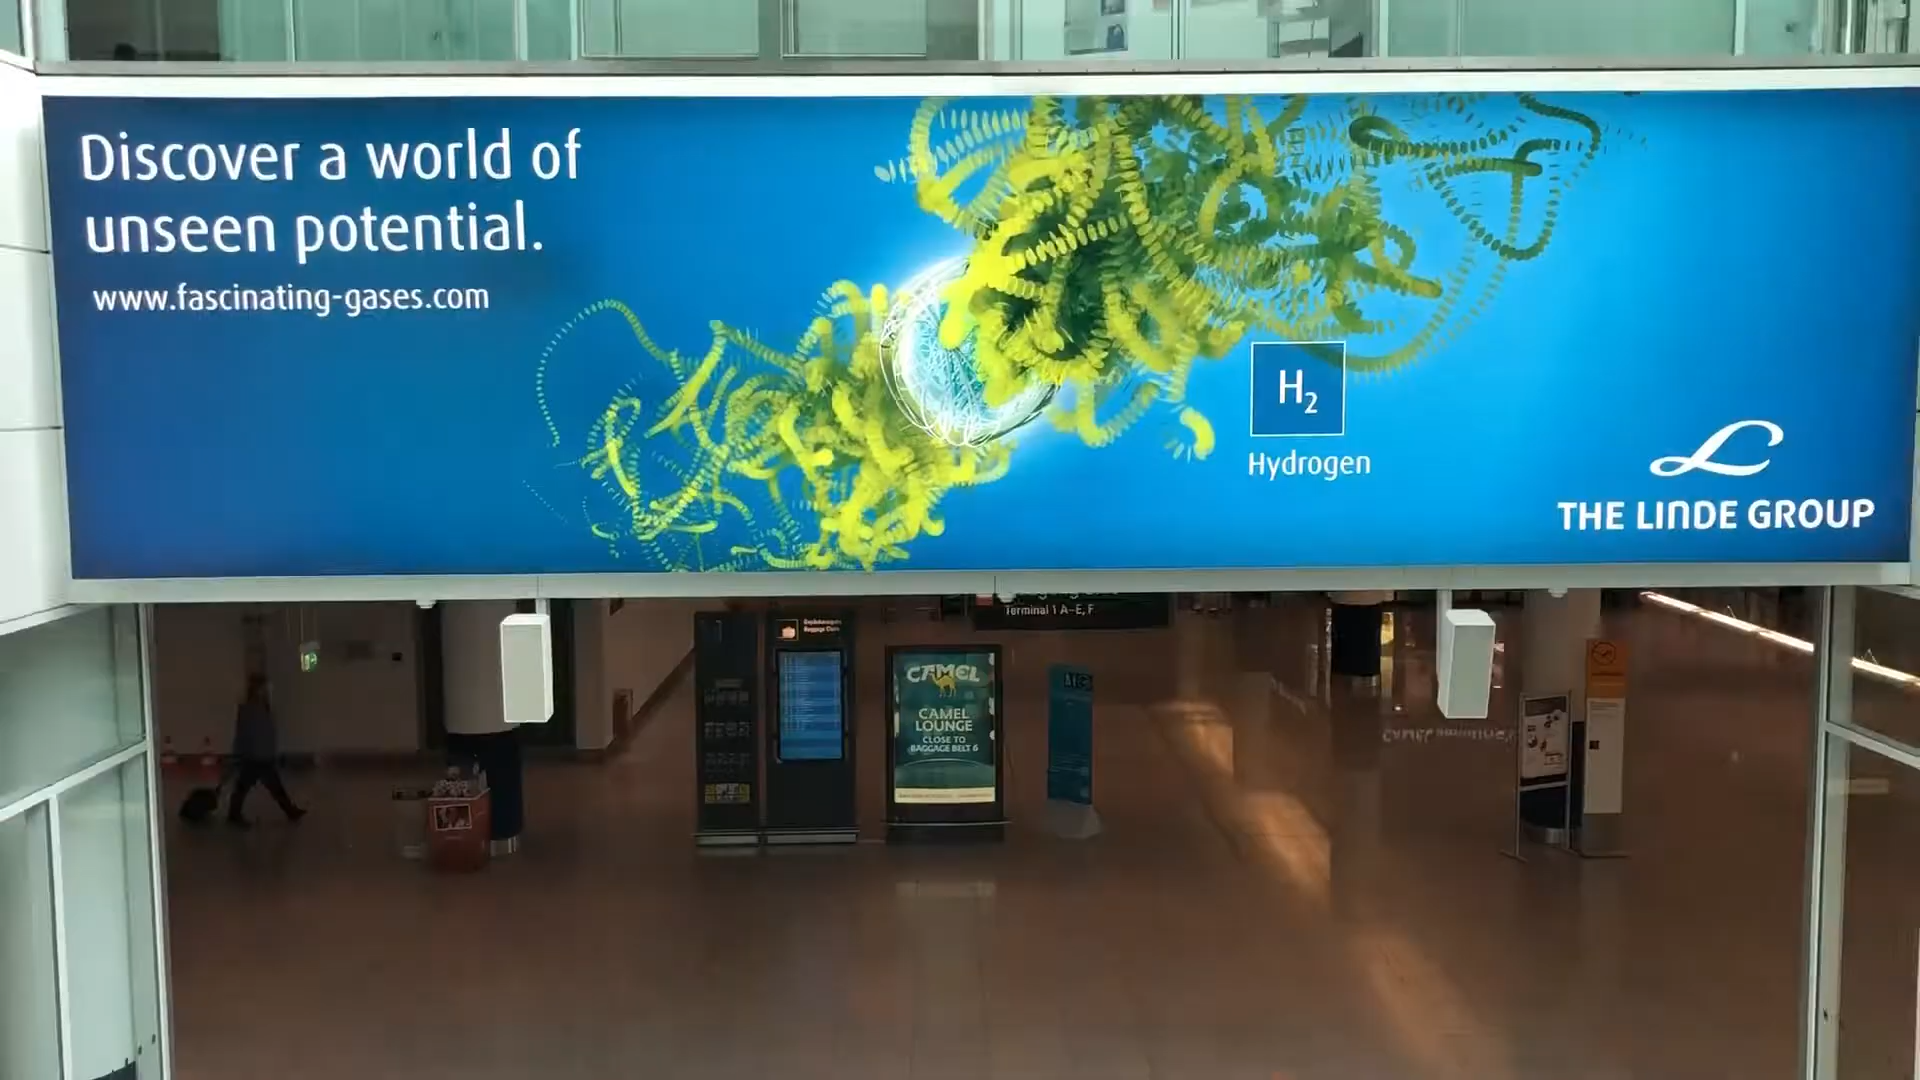 Discover a world of
unseen potential.
www.fascinating-gases.com
H2
Hydrogen
THE LINDE GROUP
Terminal 1 A-E, F
CAMEL
CAMEL
LOUNGE
CLOSE TO
BAGGAGE BELT 6